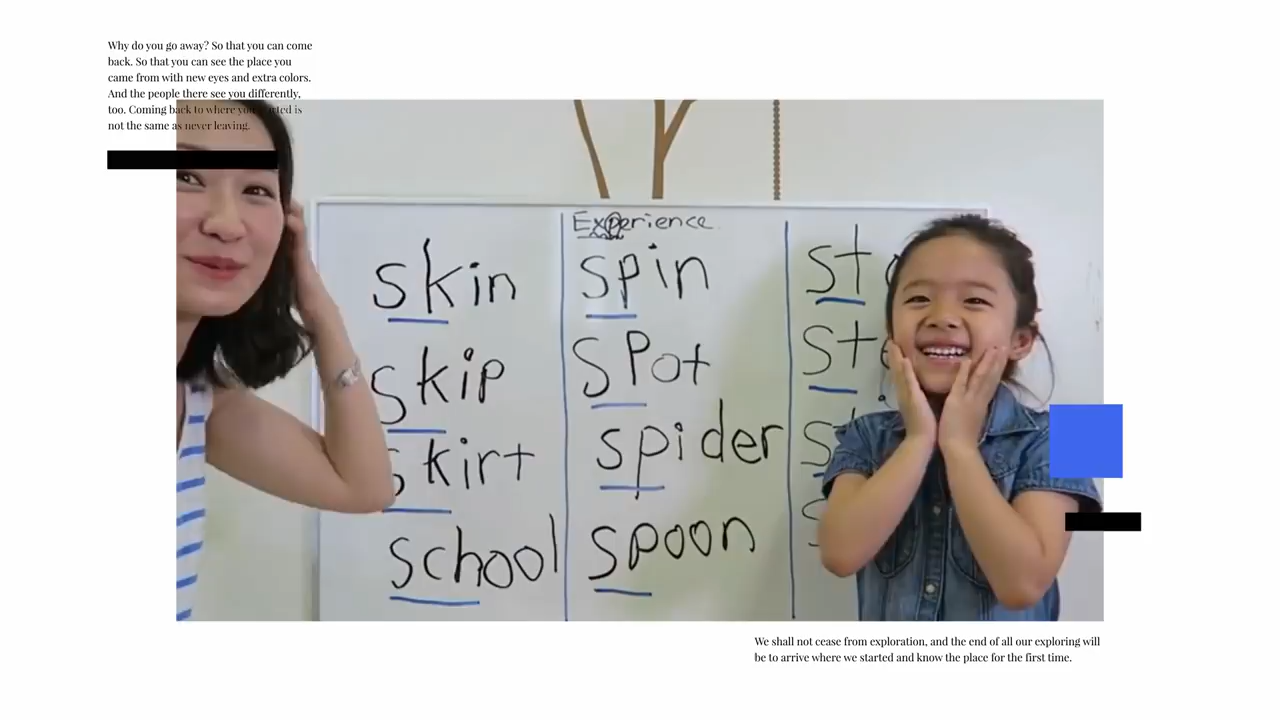 Why do you go away? So that you can come
back. So that you can see the place you
came from with new eyes and extra colors.
And the people there see you differently,
too. Coming back to where you started is
not the same as never leaving.
Experience
skin
skip
skirt
school
spin
spot
spider
spoon
We shall not cease from exploration, and the end of all our exploring will
be to arrive where we started and know the place for the first time.